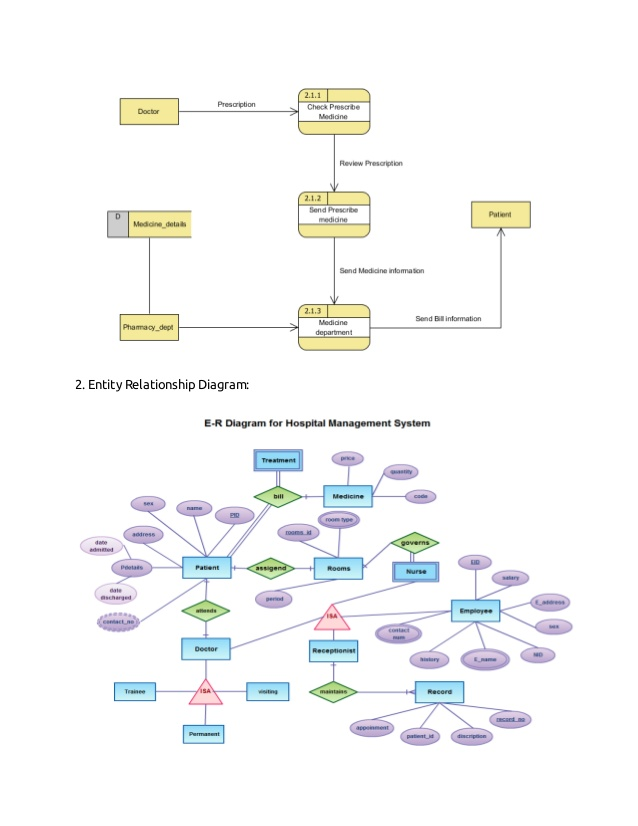 2.1.1
Doctor
Prescription
Check Prescribe
Medicine
Review Prescription
2.1.2
D
Medicine_details
Send Prescribe
medicine
Patient
Send Medicine information
2.1.3
Pharmacy_dept
Medicine
department
Send Bill information
2. Entity Relationship Diagram:
E-R Diagram for Hospital Management System
Treatment
price
quantity
bill
Medicine
code
sex
name
PID
room type
rooms_id
address
date
admitted
governs
Pdetails
Patient
assigend
Rooms
Nurse
EID
salary
date
discharged
period
E_address
contact_no
attends
ISA
Employee
sex
contact
num
Doctor
Receptionist
history
E_name
NID
Trainee
ISA
visiting
maintains
Record
Permanent
appoinment
patient_id
discription
record_no